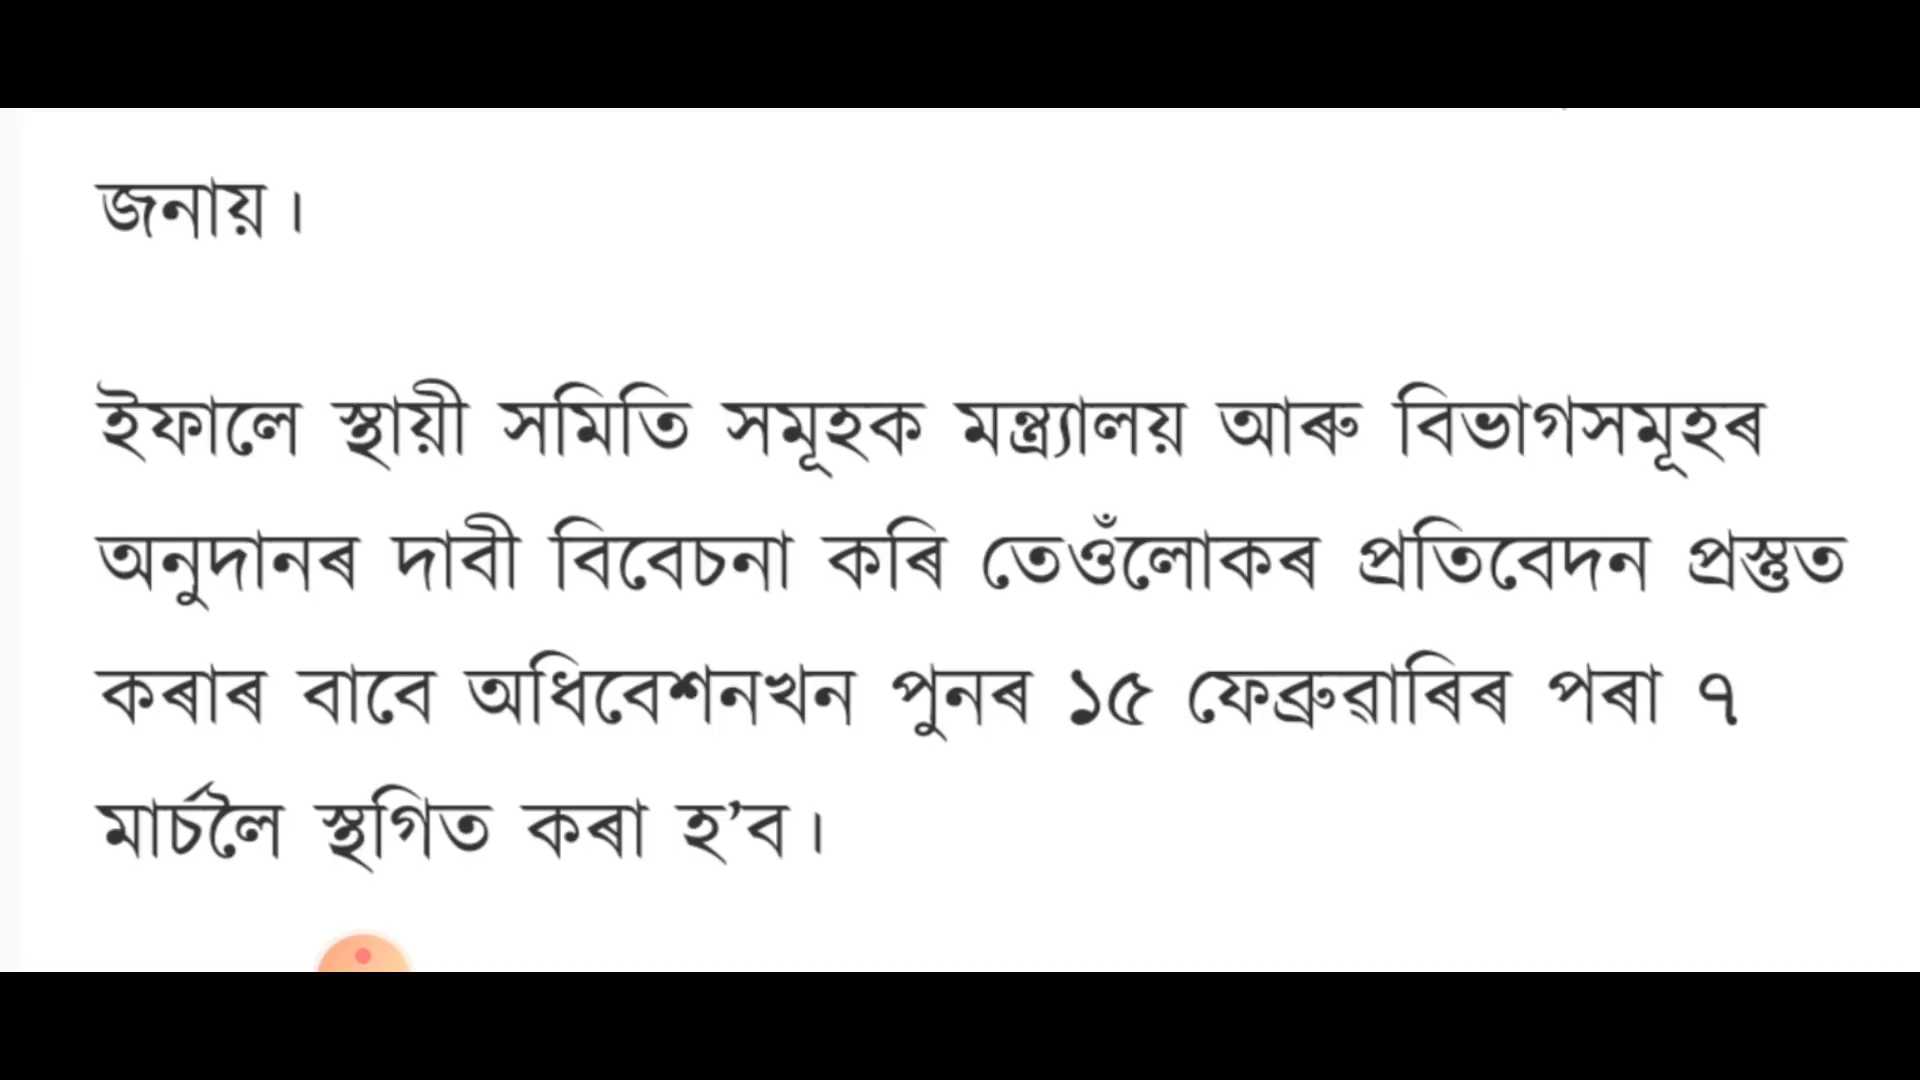 জনায়।
ইফালে স্থায়ী সমিতি সমূহক মন্ত্ৰ্যালয় আৰু বিভাগসমূহৰ
অনুদানৰ দাবী বিবেচনা কৰি তেওঁলোকৰ প্ৰতিবেদন প্ৰস্তুত
কৰাৰ বাবে অধিবেশনখন পুনৰ ১৫ ফেব্ৰুৱাৰিৰ পৰা ৭
মাৰ্চলৈ স্থগিত কৰা হ’ব।